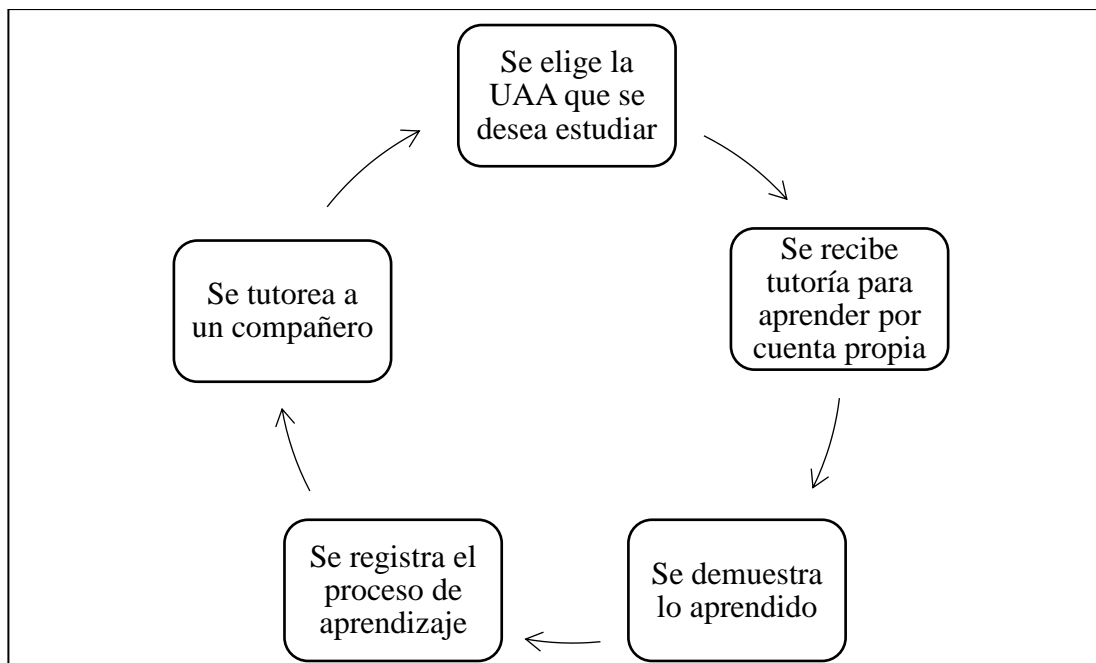 Se elige la
UAA que se
desea estudiar
Se recibe
tutoría para
aprender por
cuenta propia
Se demuestra
lo aprendido
Se registra el
proceso de
aprendizaje
Se tutorea a
un compañero